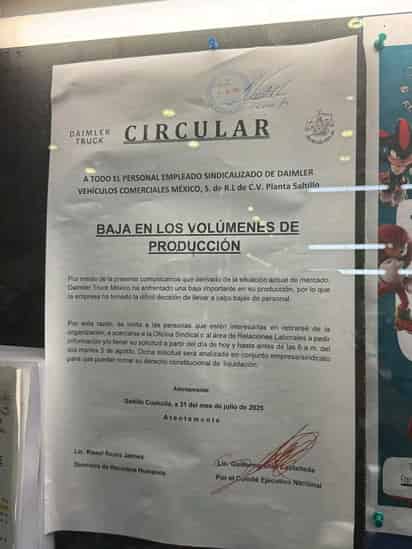 DAIMLER
TRUCK
CIRCULAR
A TODO EL PERSONAL EMPLEADO SINDICALIZADO DE DAIMLER
VEHÍCULOS COMERCIALES MÉXICO, S. de R.L de C.V. Planta Saltillo
BAJA EN LOS VOLÚMENES DE
PRODUCCIÓN
Por medio de la presente comunicamos que derivado de la situación actual de mercado,
Daimler Truck México ha enfrentado una baja importante en su producción, por lo que
la empresa ha tomado la difícil decisión de llevar a cabo bajas de personal.
Por esta razón, se invita a las personas que estén interesadas en retirarse de la
organización, a acercarse a la Oficina Sindical o al área de Relaciones Laborales a pedir
información y/o llenar su solicitud a partir del día de hoy y hasta antes de las 6 a.m. del
día martes 5 de agosto. Dicha solicitud será analizada en conjunto empresa/sindicato
para que puedan tomar su derecho constitucional de liquidación.
Atentamente
Saltillo Coahuila, a 31 del mes de julio de 2025
Atentamente
Lic. Raúl
Lic. Guillermo
Recursos Humanos
Por el Comité Ejecutivo Nacional